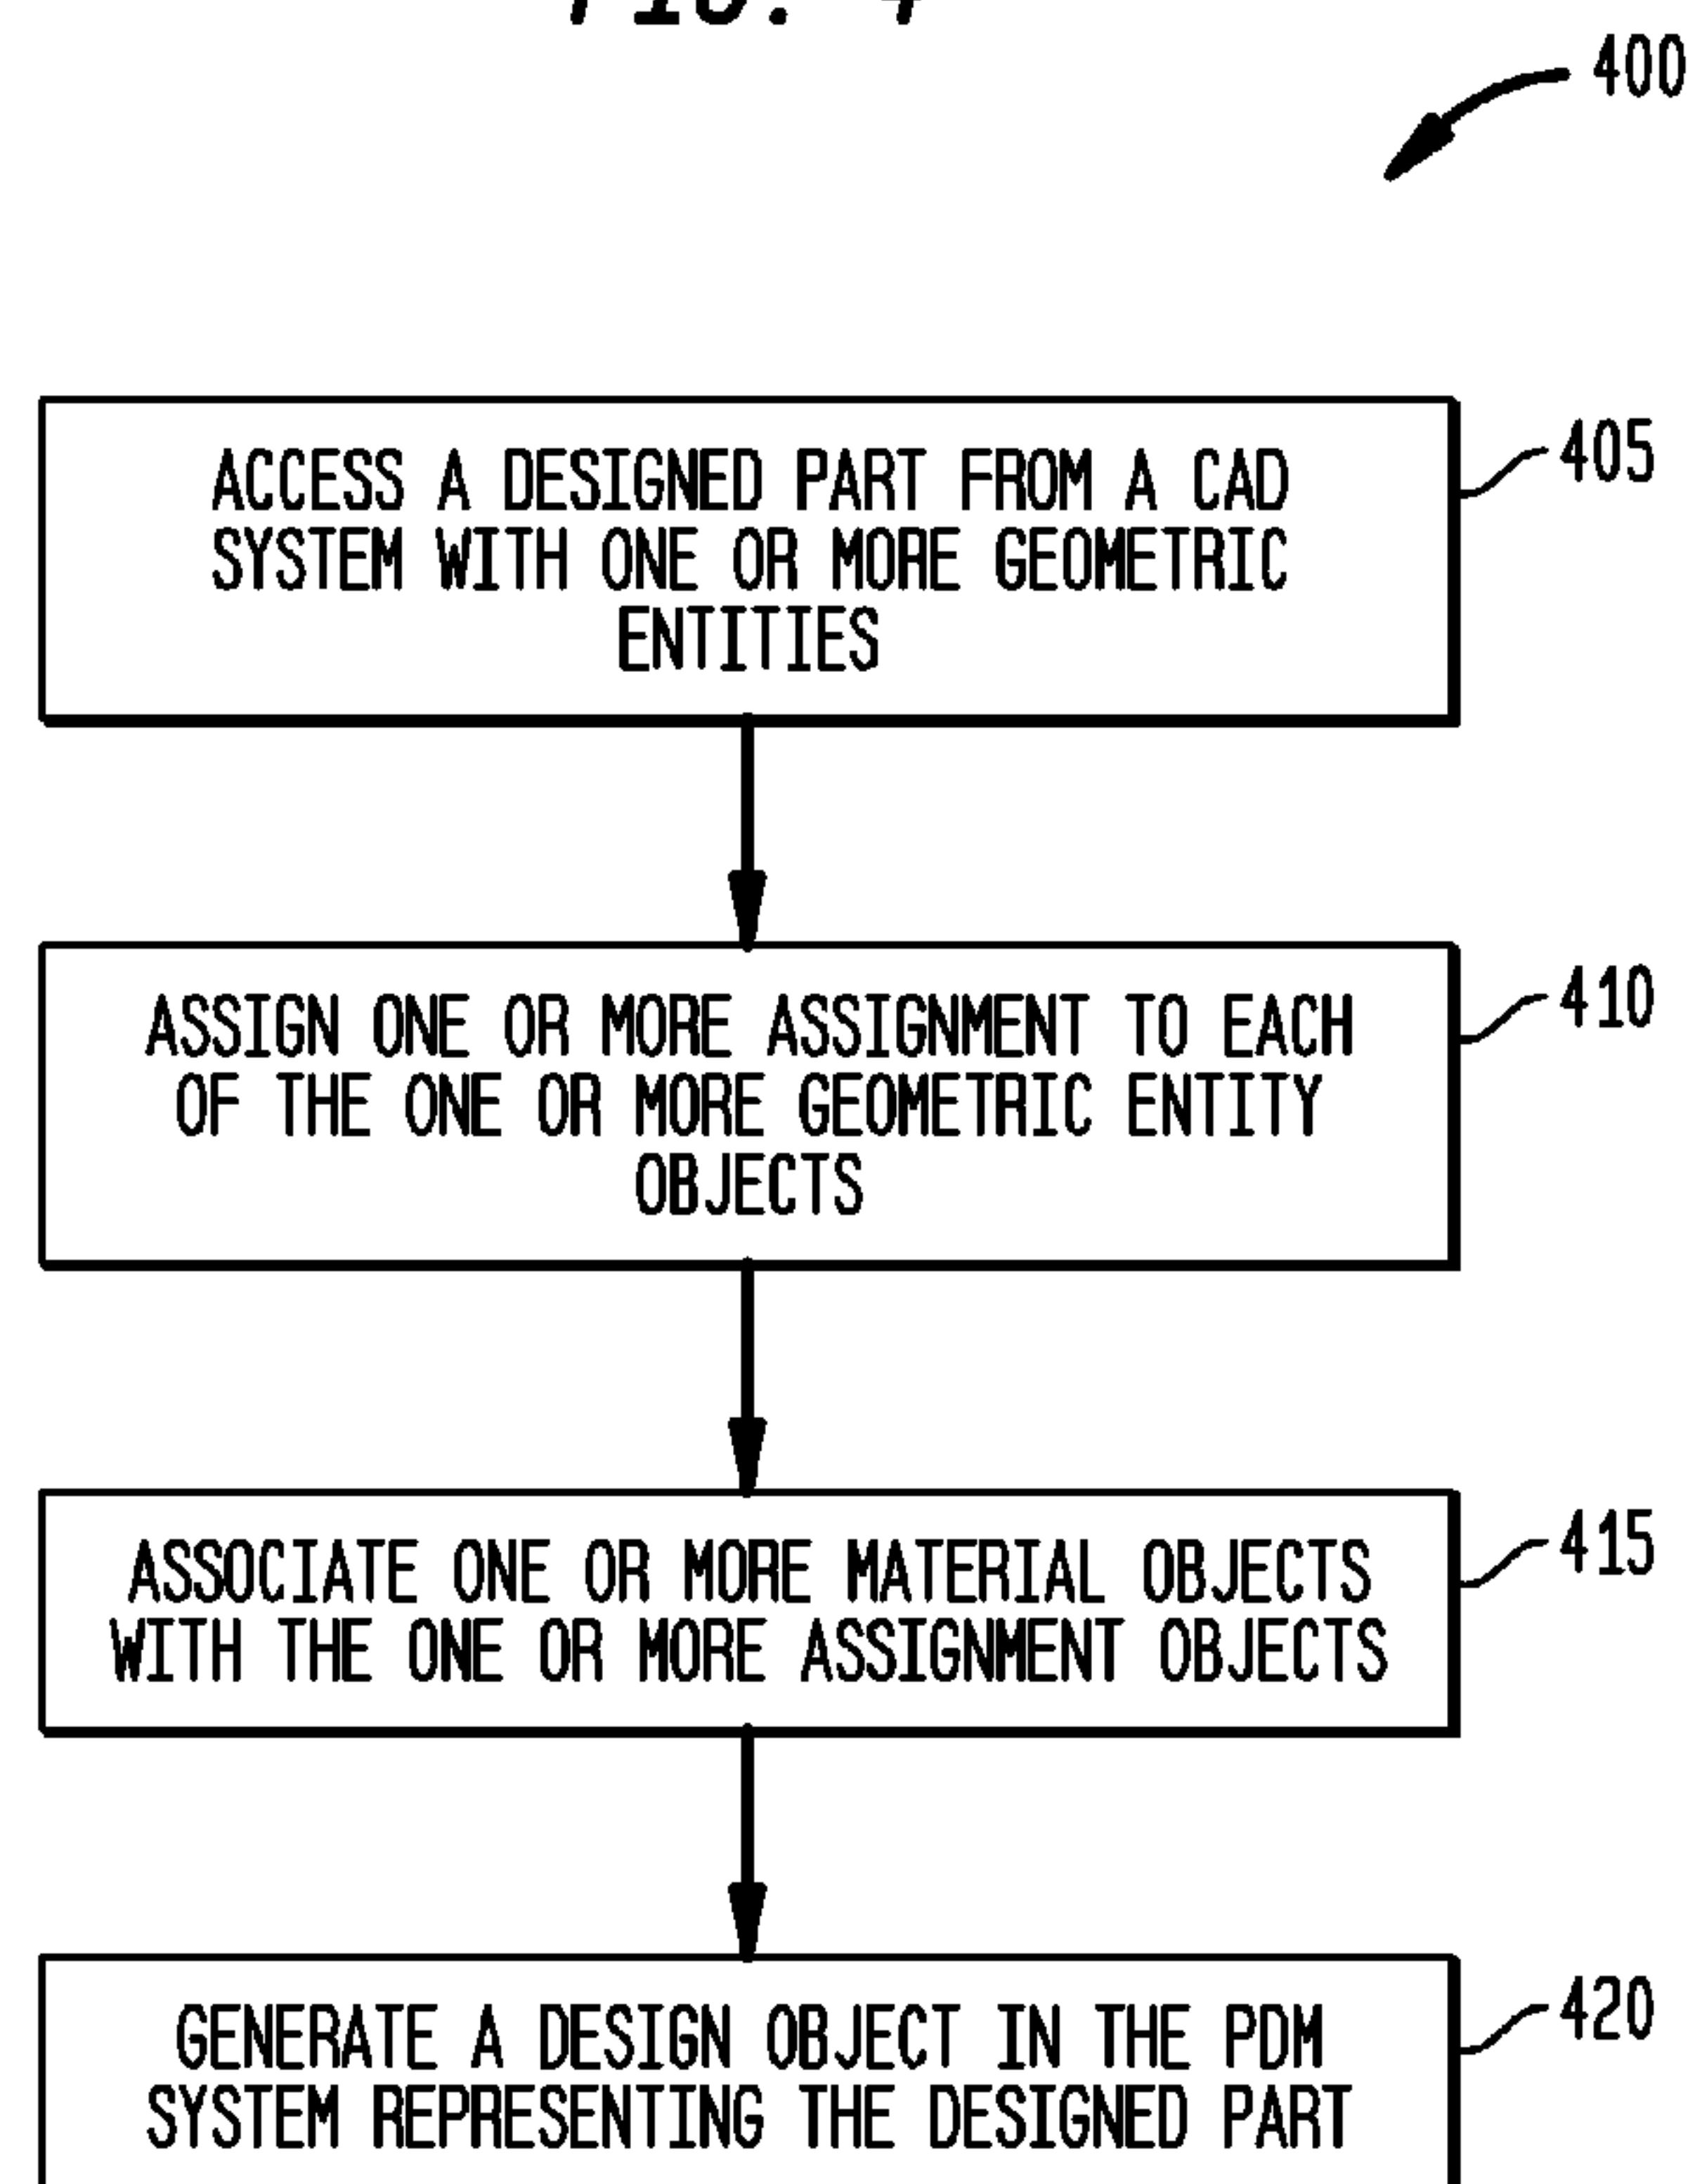 FIG. 4
400
ACCESS A DESIGNED PART FROM A CAD
SYSTEM WITH ONE OR MORE GEOMETRIC
ENTITIES
405
ASSIGN ONE OR MORE ASSIGNMENT TO EACH
OF THE ONE OR MORE GEOMETRIC ENTITY
OBJECTS
410
ASSOCIATE ONE OR MORE MATERIAL OBJECTS
WITH THE ONE OR MORE ASSIGNMENT OBJECTS
415
GENERATE A DESIGN OBJECT IN THE PDM
SYSTEM REPRESENTING THE DESIGNED PART
420